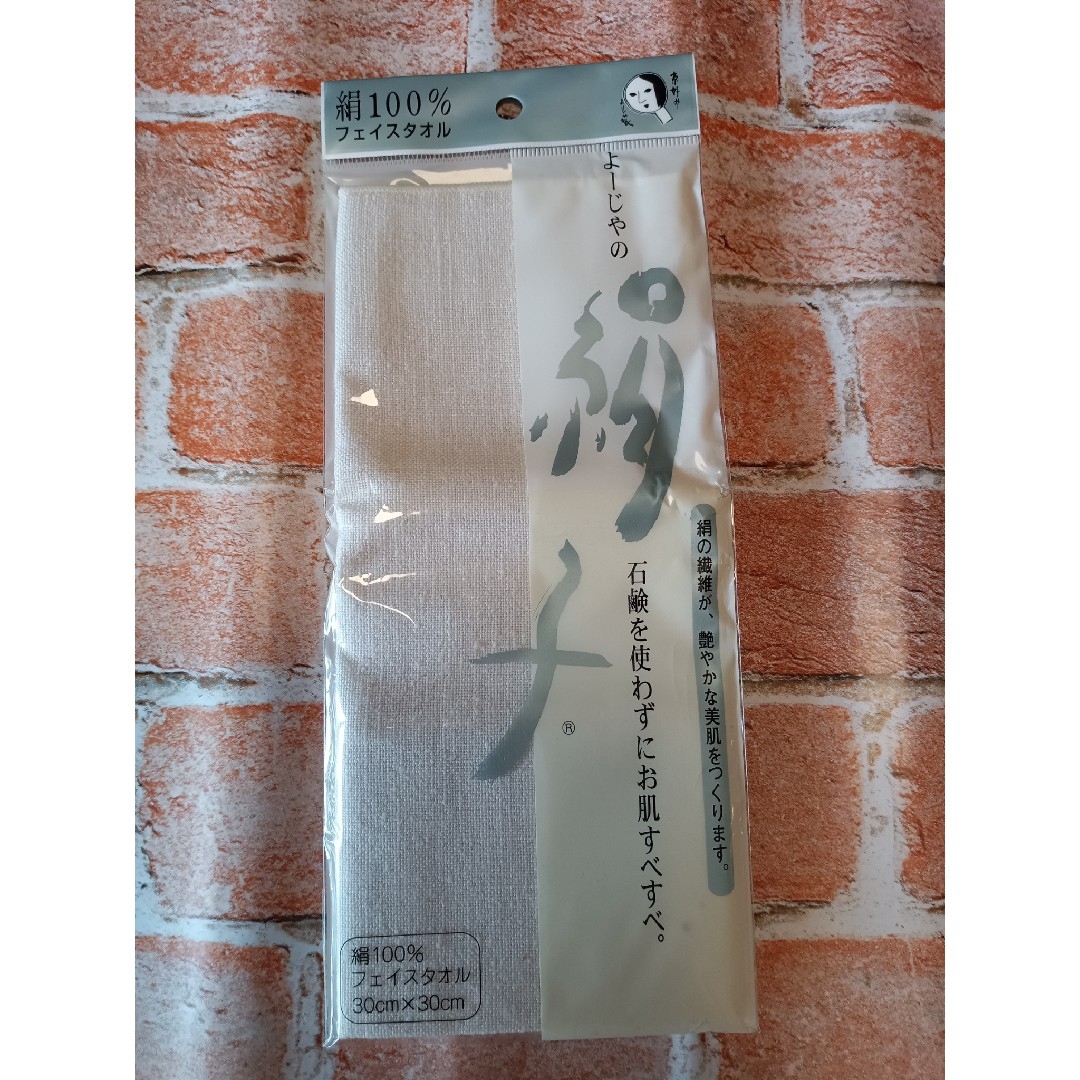 絹100%
フェイスタオル
よーじやの
絹
®
絹の繊維が、艶やかな美肌をつくります。
石鹸を使わずにお肌すべすべ。
絹100%
フェイスタオル
30cm×30cm